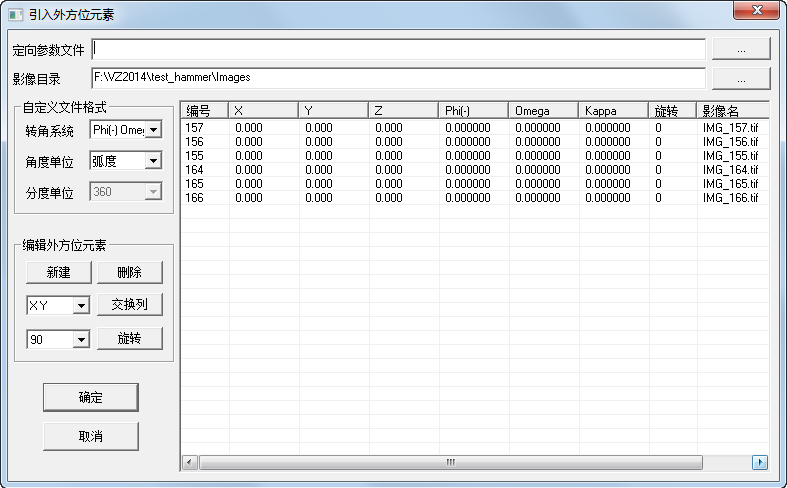 引入外方位元素
定向参数文件
...
影像目录 F:\VZ2014\test_hammer\Images
...
自定义文件格式
转角系统 Phi(-) Ome
角度单位 弧度
分度单位 360
编辑外方位元素
新建 删除
XY 交换列
90 旋转
确定
取消
编号 X Y Z Phi(-) Omega Kappa 旋转 影像名
157 0.000 0.000 0.000 0.000000 0.000000 0.000000 0 IMG_157.tif
156 0.000 0.000 0.000 0.000000 0.000000 0.000000 0 IMG_156.tif
155 0.000 0.000 0.000 0.000000 0.000000 0.000000 0 IMG_155.tif
164 0.000 0.000 0.000 0.000000 0.000000 0.000000 0 IMG_164.tif
165 0.000 0.000 0.000 0.000000 0.000000 0.000000 0 IMG_165.tif
166 0.000 0.000 0.000 0.000000 0.000000 0.000000 0 IMG_166.tif